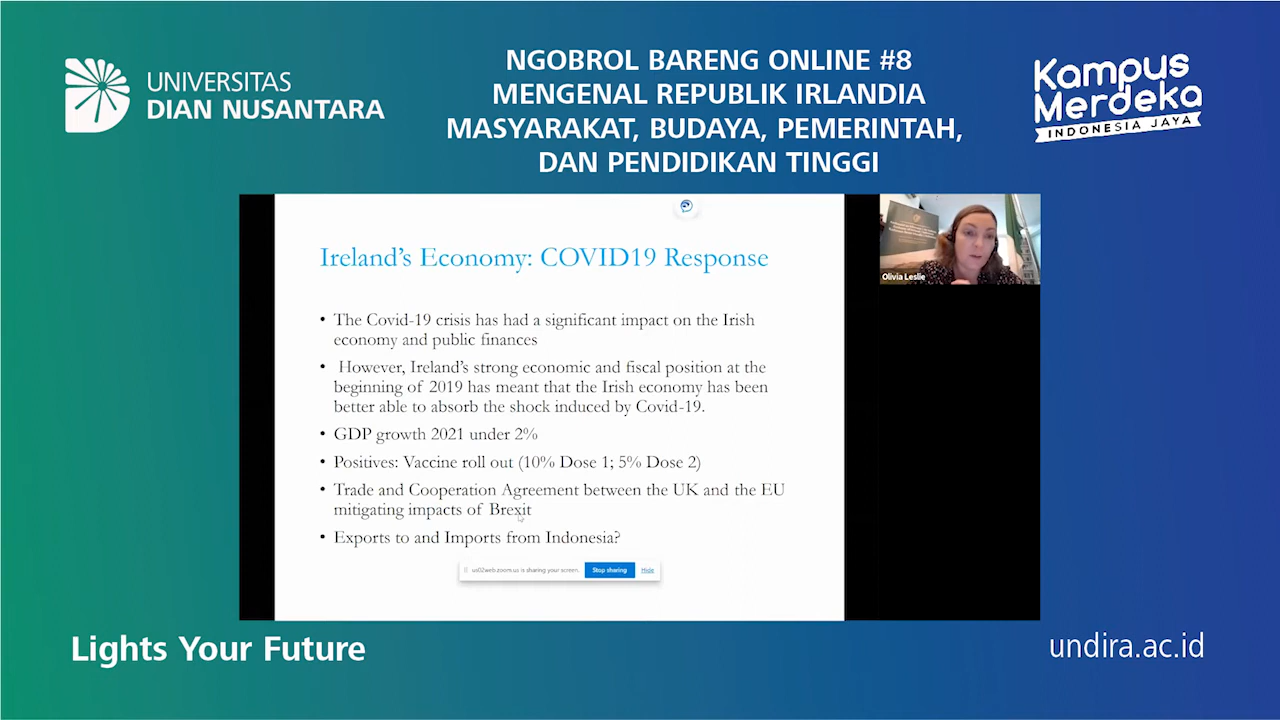 UNIVERSITAS
DIAN NUSANTARA
NGOBROL BARENG ONLINE #8
MENGENAL REPUBLIK IRLANDIA
MASYARAKAT, BUDAYA, PEMERINTAH,
DAN PENDIDIKAN TINGGI
Kampus
Merdeka
INDONESIA JAYA
Ireland's Economy: COVID19 Response
• The Covid-19 crisis has had a significant impact on the Irish
economy and public finances
• However, Ireland's strong economic and fiscal position at the
beginning of 2019 has meant that the Irish economy has been
better able to absorb the shock induced by Covid-19.
• GDP growth 2021 under 2%
• Positives: Vaccine roll out (10% Dose 1; 5% Dose 2)
• Trade and Cooperation Agreement between the UK and the EU
mitigating impacts of Brexit
• Exports to and Imports from Indonesia?
us02web.zoom.us is sharing your screen. Stop sharing Hide
Olivia Leslie
Lights Your Future
undira.ac.id